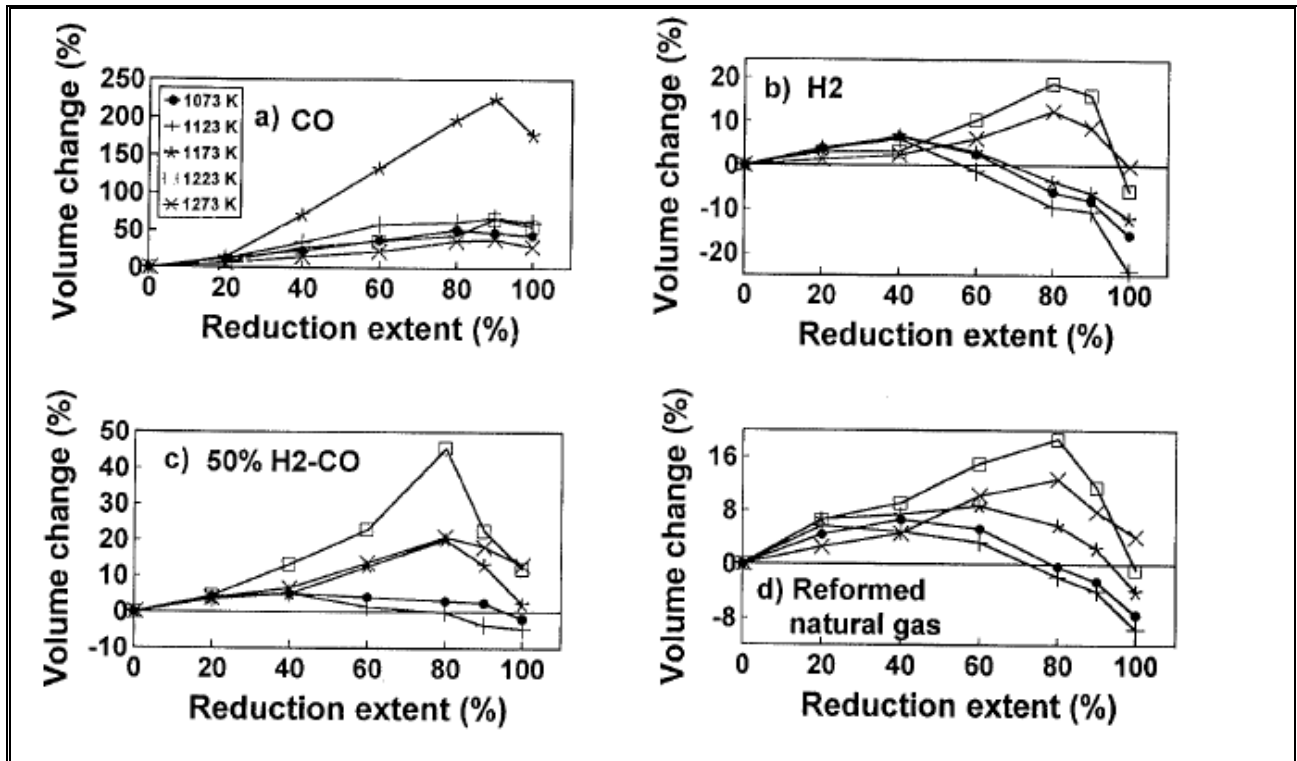 Volume change (%)
250
200
150
100
50
0
1073 K
1123 K
1173 K
1223 K
1273 K
a) CO
0 20 40 60 80 100
Reduction extent (%)
Volume change (%)
20
10
0
-10
-20
b) H2
0 20 40 60 80 100
Reduction extent (%)
Volume change (%)
50
40
30
20
10
0
-10
c) 50% H2-CO
0 20 40 60 80 100
Reduction extent (%)
Volume change (%)
16
8
0
-8
d) Reformed
natural gas
0 20 40 60 80 100
Reduction extent (%)